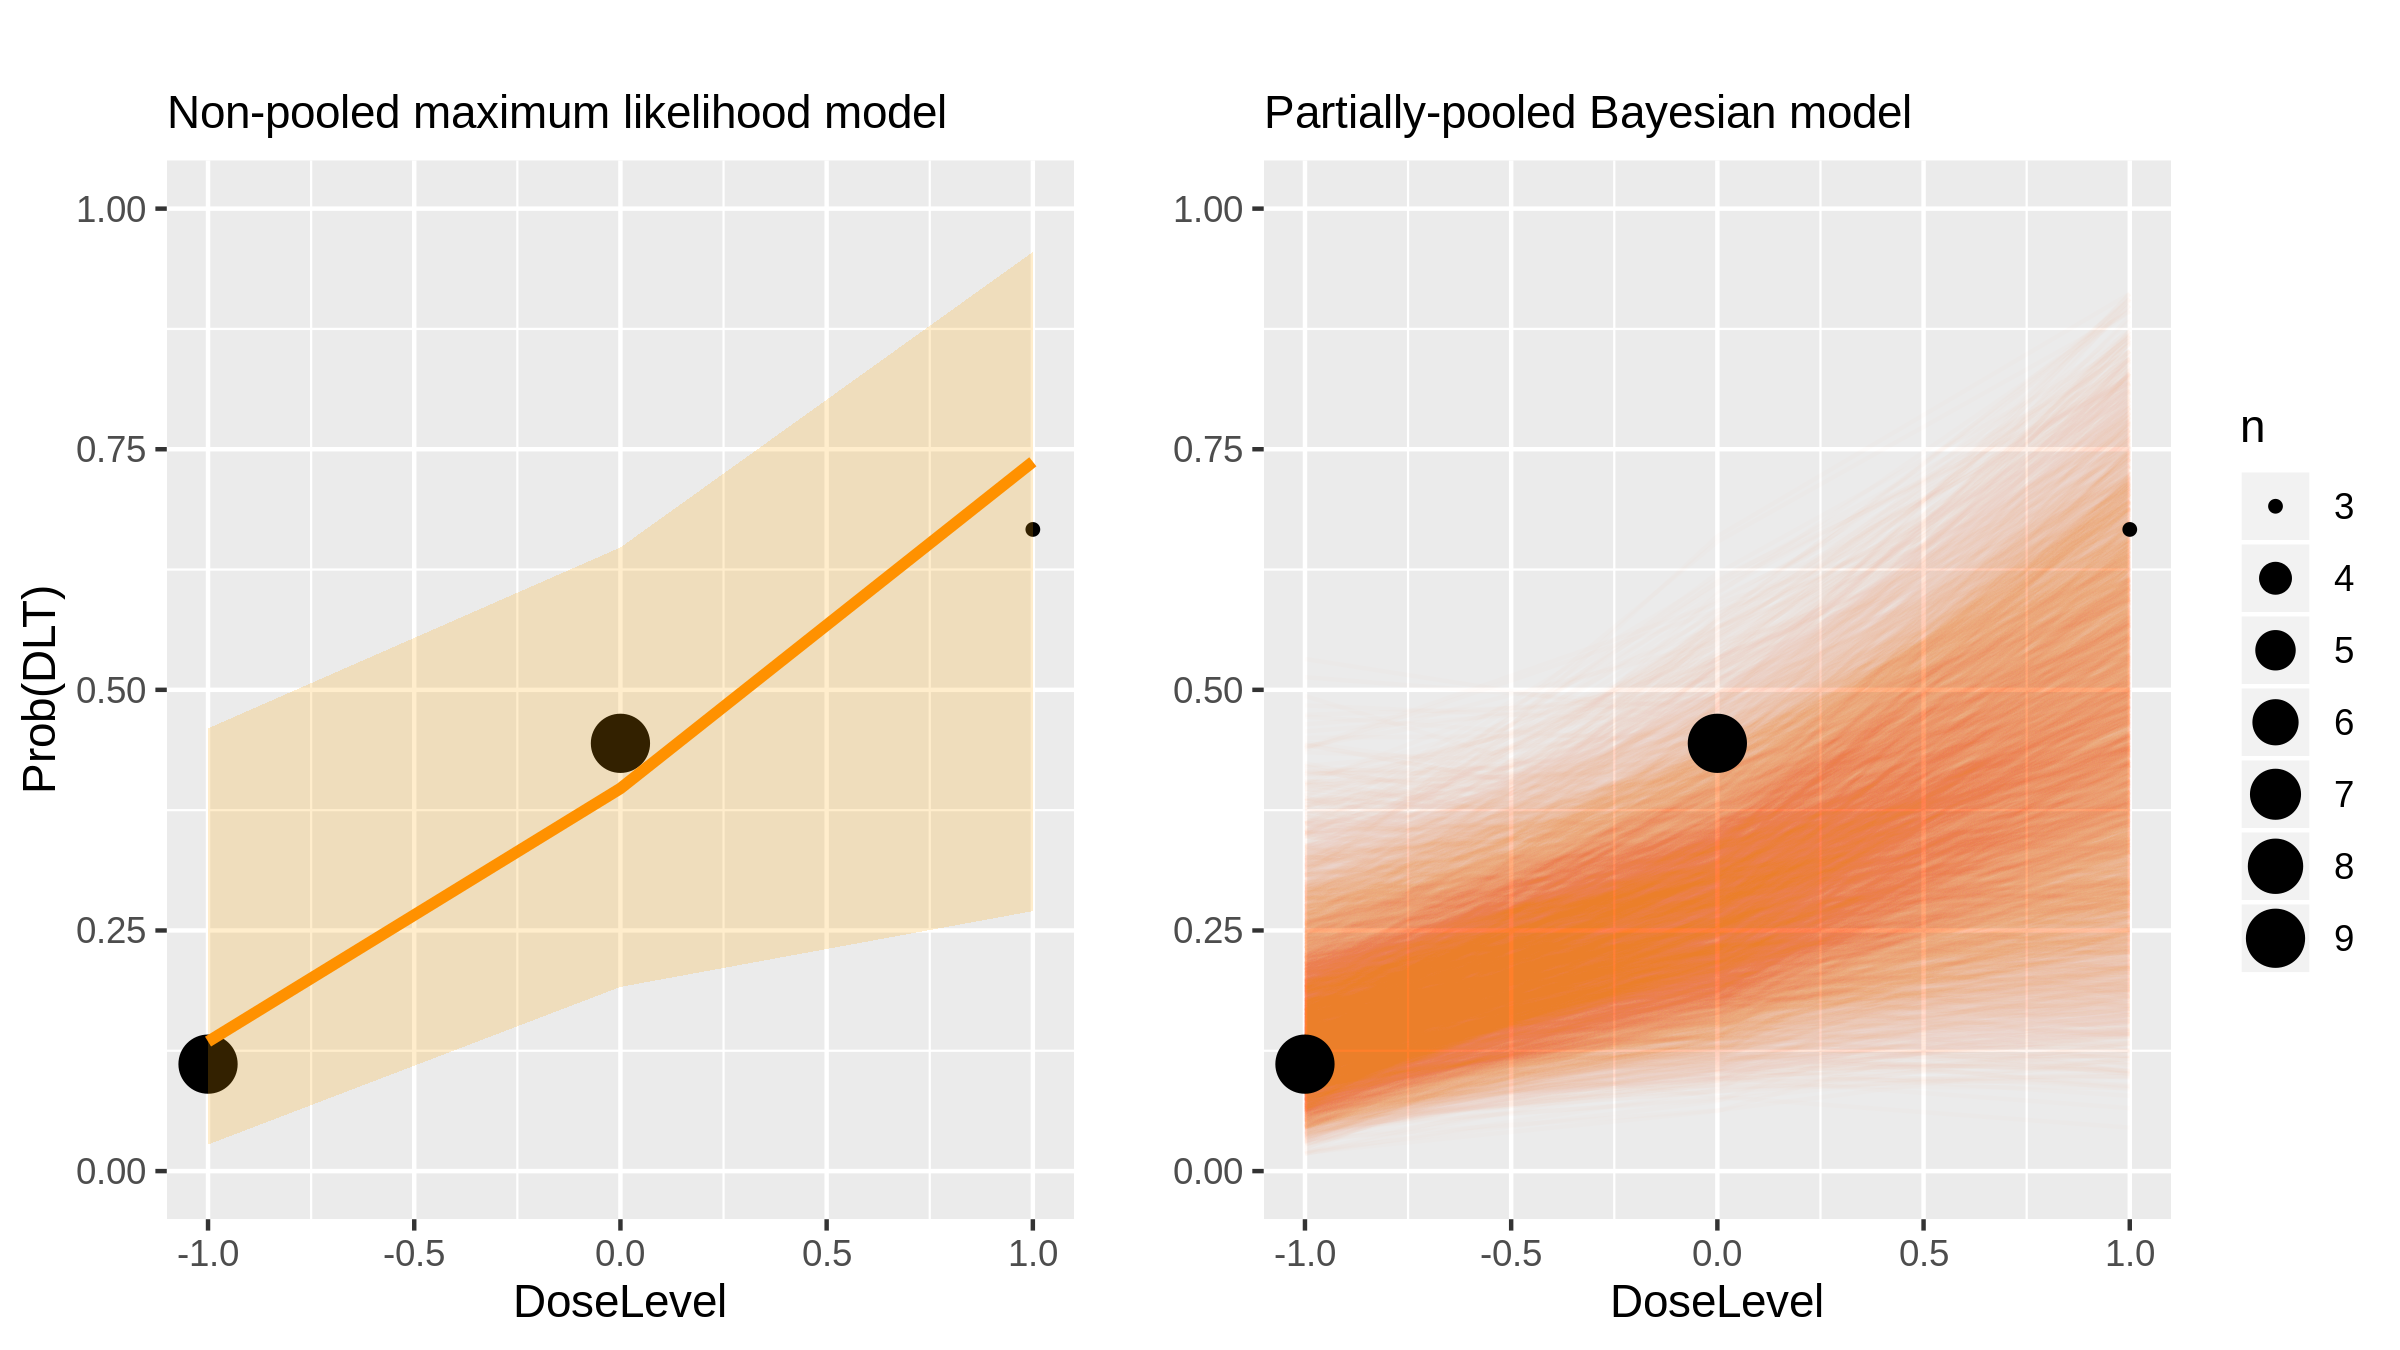 Non-pooled maximum likelihood model
Prob(DLT)
1.00
0.75
0.50
0.25
0.00
-1.0 -0.5 0.0 0.5 1.0
DoseLevel
Partially-pooled Bayesian model
1.00
0.75
0.50
0.25
0.00
-1.0 -0.5 0.0 0.5 1.0
DoseLevel
n
3
4
5
6
7
8
9